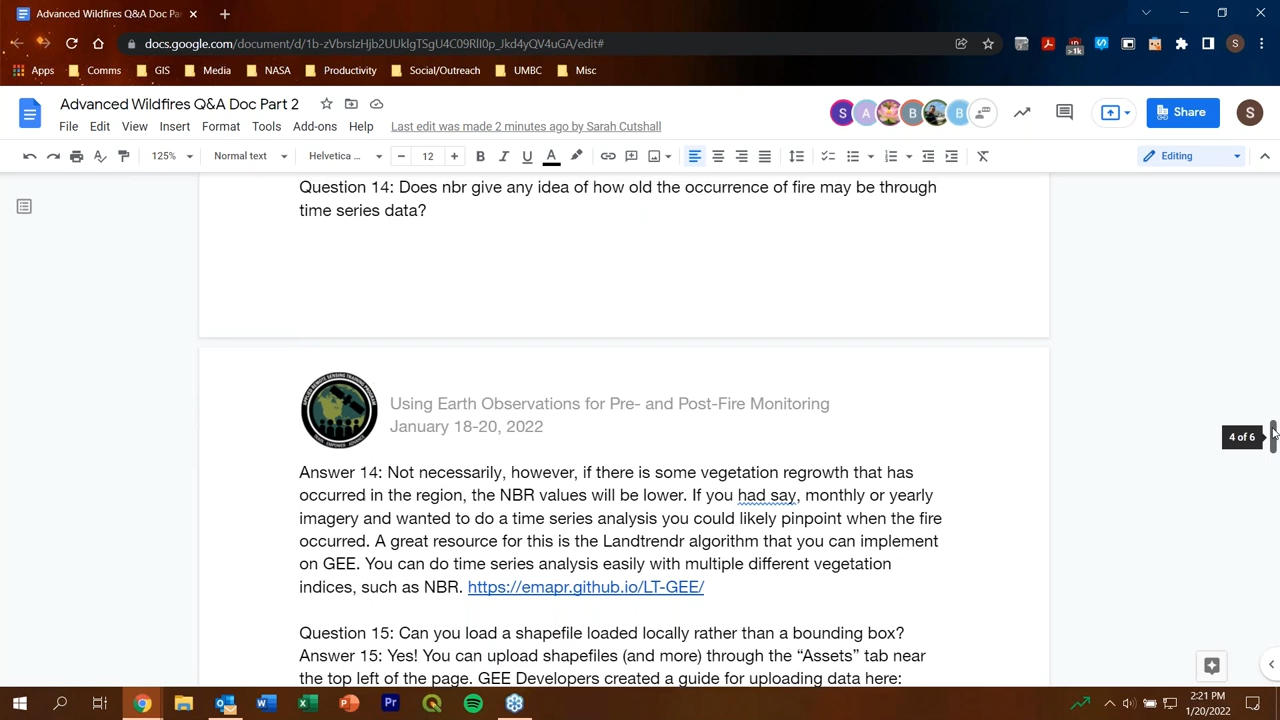 Advanced Wildfires Q&A Doc Pa
docs.google.com/document/d/1b-zVbrsIzHjb2UUklgTSgU4C09RlI0p_Jkd4yQV4uGA/edit#
>1k
S
Apps Comms GIS Media NASA Productivity Social/Outreach UMBC Misc
Advanced Wildfires Q&A Doc Part 2
S A B B Share S
File Edit View Insert Format Tools Add-ons Help Last edit was made 2 minutes ago by Sarah Cutshall
125% Normal text Helvetica ... 12 B I U A Editing
Question 14: Does nbr give any idea of how old the occurrence of fire may be through
time series data?
Using Earth Observations for Pre- and Post-Fire Monitoring
January 18-20, 2022
4 of 6
Answer 14: Not necessarily, however, if there is some vegetation regrowth that has
occurred in the region, the NBR values will be lower. If you had say, monthly or yearly
imagery and wanted to do a time series analysis you could likely pinpoint when the fire
occurred. A great resource for this is the Landtrendr algorithm that you can implement
on GEE. You can do time series analysis easily with multiple different vegetation
indices, such as NBR. https://emapr.github.io/LT-GEE/
Question 15: Can you load a shapefile loaded locally rather than a bounding box?
Answer 15: Yes! You can upload shapefiles (and more) through the “Assets” tab near
the top left of the page. GEE Developers created a guide for uploading data here:
2:21 PM
1/20/2022